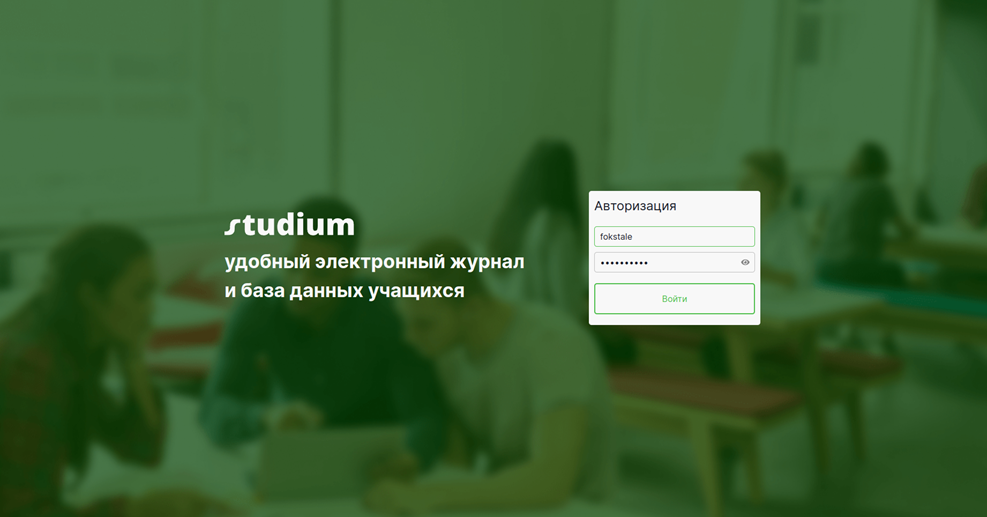 studium
удобный электронный журнал
и база данных учащихся
Авторизация
fokstale
••••••••••
Войти